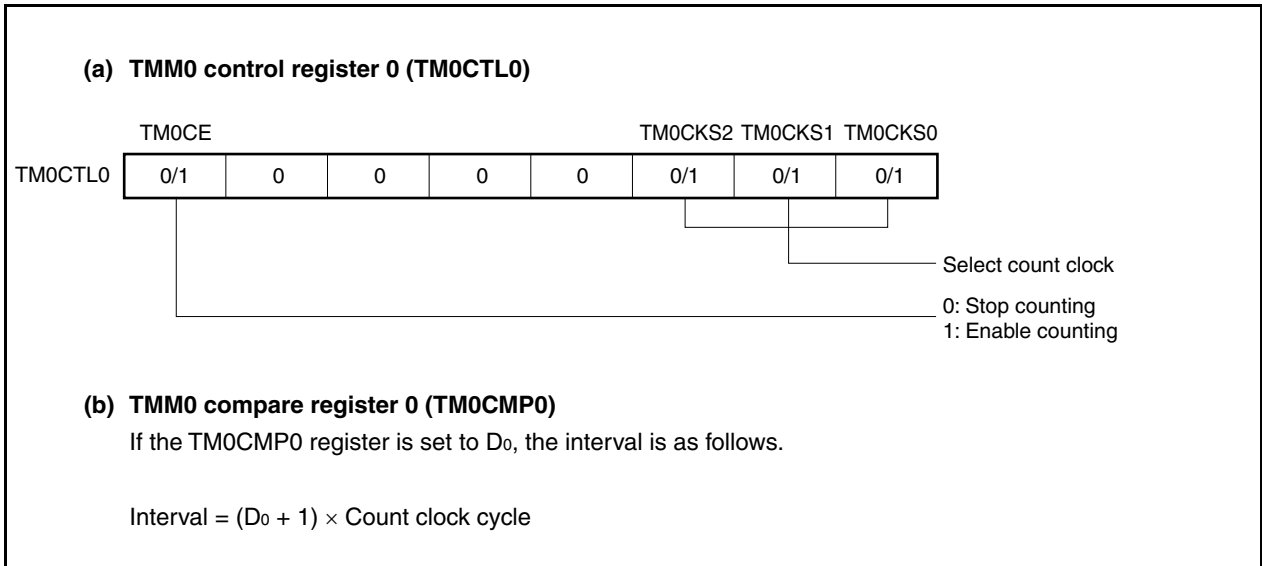 (a) TMM0 control register 0 (TM0CTL0)
TM0CE TM0CKS2 TM0CKS1 TM0CKS0
TM0CTL0 0/1 0 0 0 0 0/1 0/1 0/1
Select count clock
0: Stop counting
1: Enable counting
(b) TMM0 compare register 0 (TM0CMP0)
If the TM0CMP0 register is set to D0, the interval is as follows.
Interval = (D0 + 1) × Count clock cycle